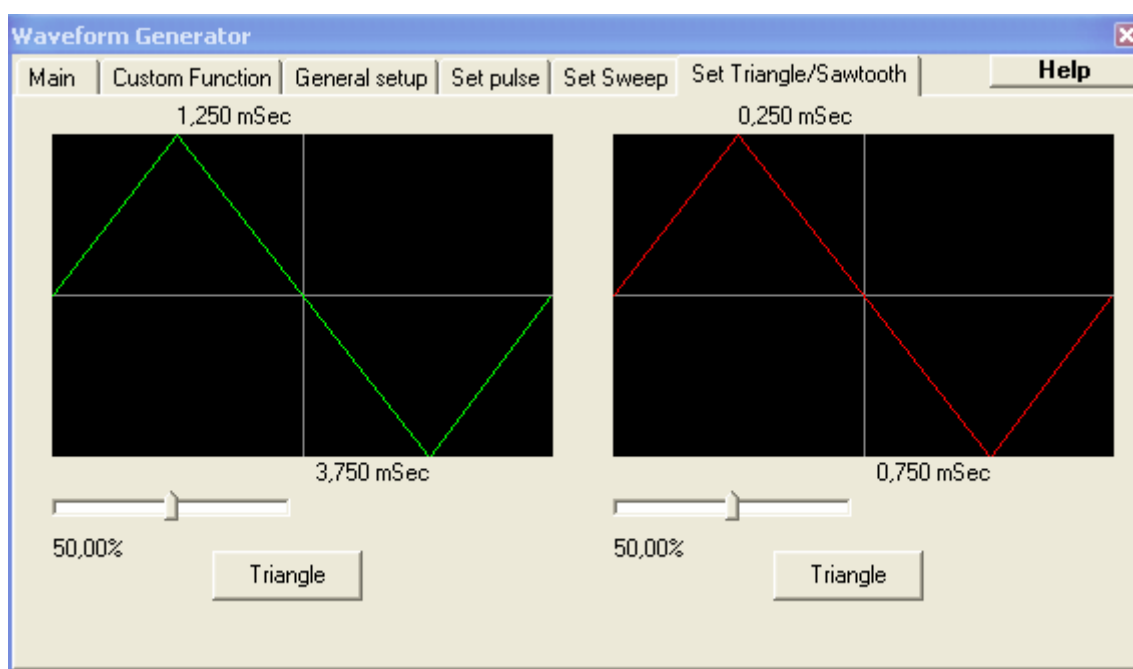 Waveform Generator
Main Custom Function General setup Set pulse Set Sweep Set Triangle/Sawtooth Help
1,250 mSec 0,250 mSec
3,750 mSec 0,750 mSec
50,00% 50,00%
Triangle Triangle